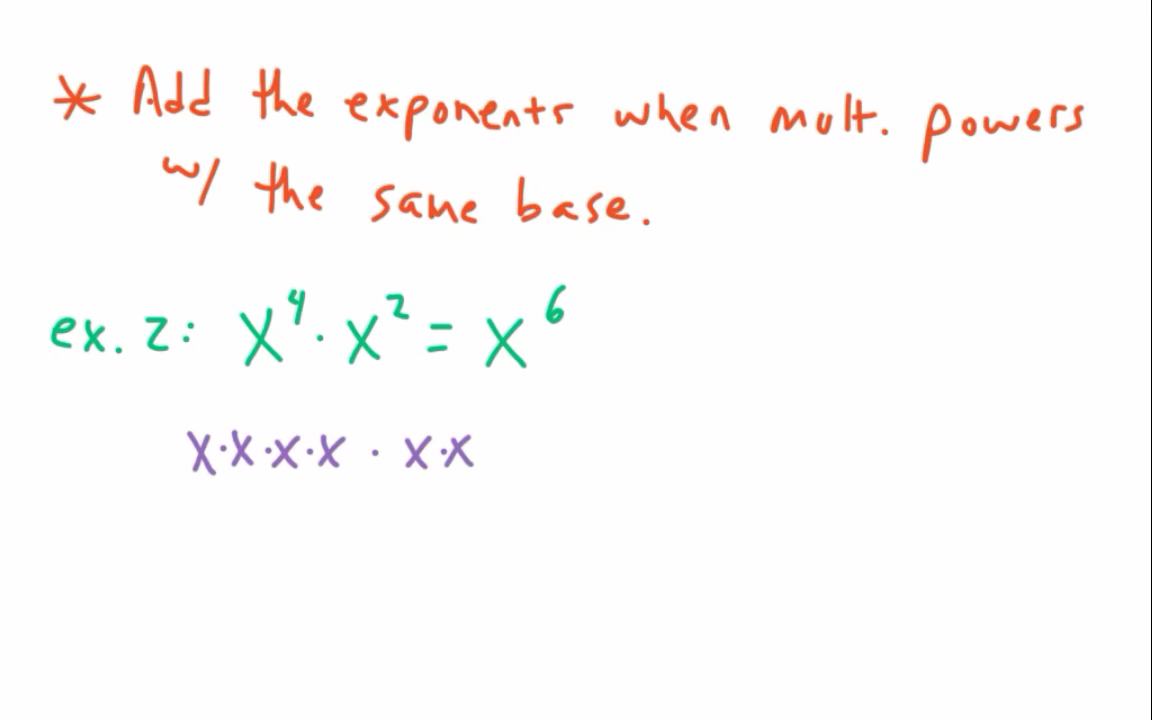 * Add the exponents when mult. powers
w/ the same base.
ex. 2: x⁴ · x² = x⁶
x·x·x·x · x·x